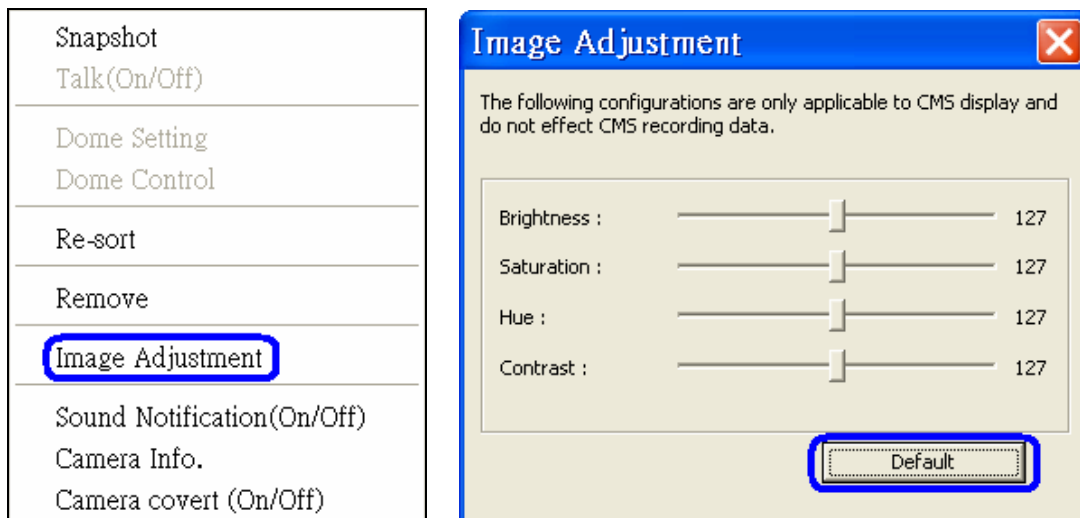 Snapshot
Talk(On/Off)
Dome Setting
Dome Control
Re-sort
Remove
Image Adjustment
Sound Notification(On/Off)
Camera Info.
Camera covert (On/Off)
Image Adjustment
The following configurations are only applicable to CMS display and
do not effect CMS recording data.
Brightness : 127
Saturation : 127
Hue : 127
Contrast : 127
Default